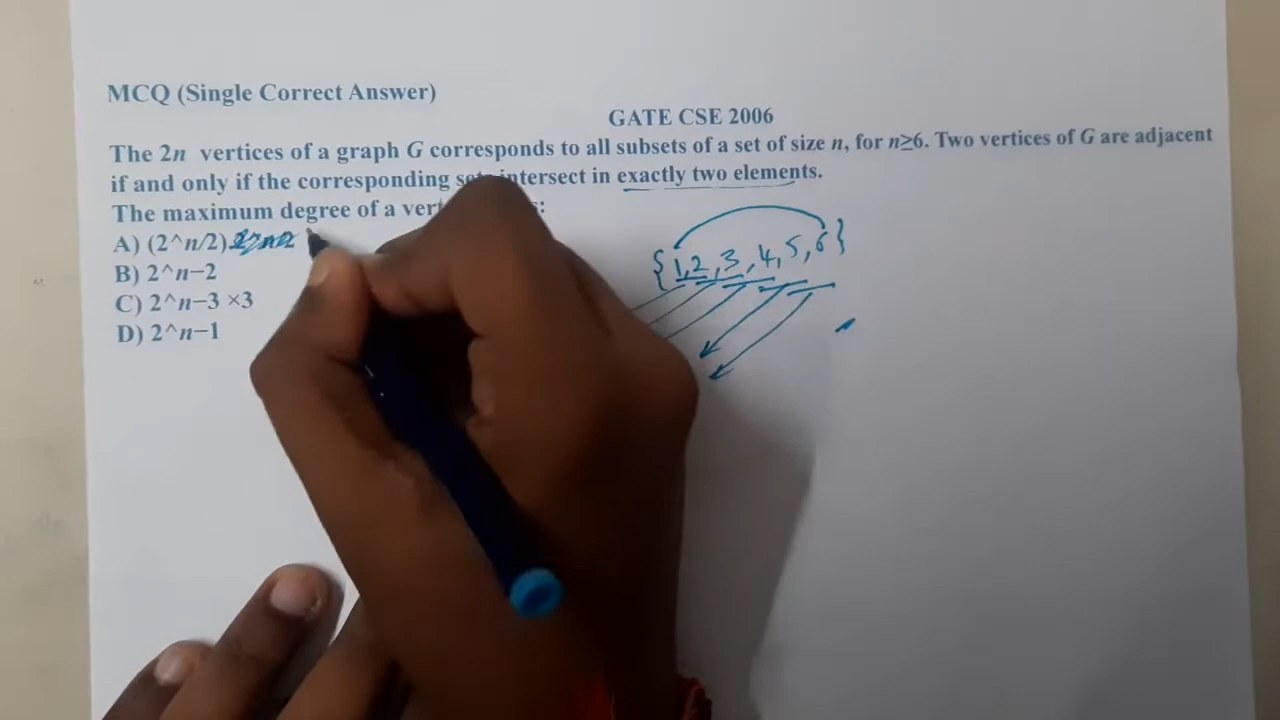 MCQ (Single Correct Answer)
GATE CSE 2006
The 2n vertices of a graph G corresponds to all subsets of a set of size n, for n≥6. Two vertices of G are adjacent
if and only if the corresponding intersect in exactly two elements.
The maximum degree of a
A) (2^n/2)
B) 2^n−2
C) 2^n−3 ×3
D) 2^n−1
{1,2,3,4,5,6}